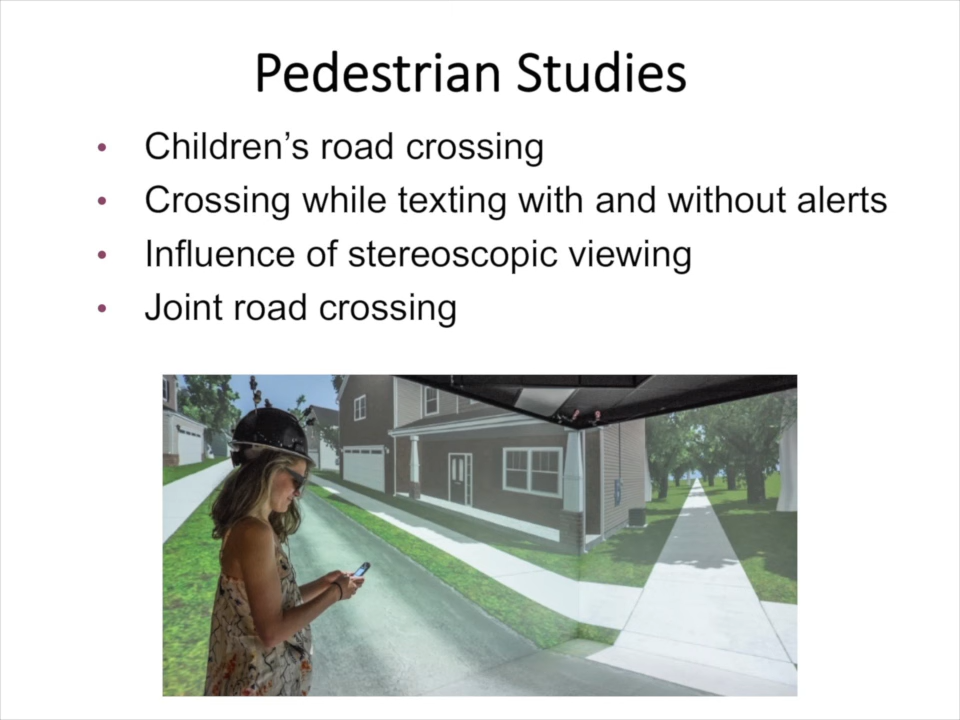 Pedestrian Studies
• Children's road crossing
• Crossing while texting with and without alerts
• Influence of stereoscopic viewing
• Joint road crossing